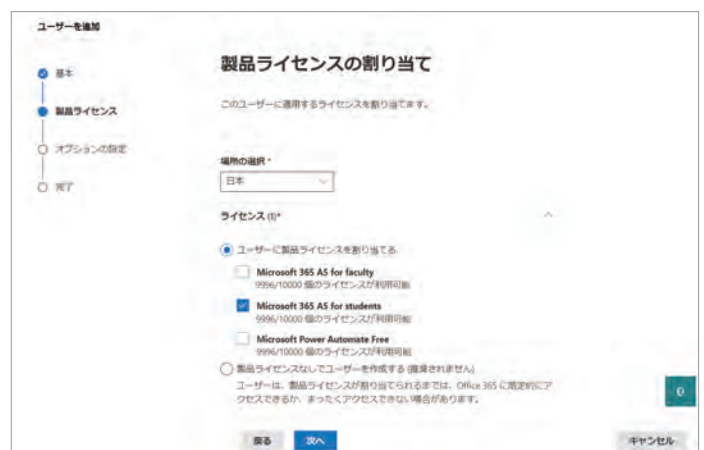 ユーザーを追加
基本
製品ライセンス
オプションの設定
完了
製品ライセンスの割り当て
このユーザーに適用するライセンスを割り当てます。
場所の選択 *
日本
ライセンス (1)*
ユーザーに製品ライセンスを割り当てる
Microsoft 365 A5 for faculty
9996/10000 個のライセンスが利用可能
Microsoft 365 A5 for students
9996/10000 個のライセンスが利用可能
Microsoft Power Automate Free
9996/10000 個のライセンスが利用可能
製品ライセンスなしでユーザーを作成する (推奨されません)
ユーザーは、製品ライセンスが割り当てられるまでは、Office 365 に限定的にア
クセスできるか、まったくアクセスできない場合があります。
戻る
次へ
キャンセル